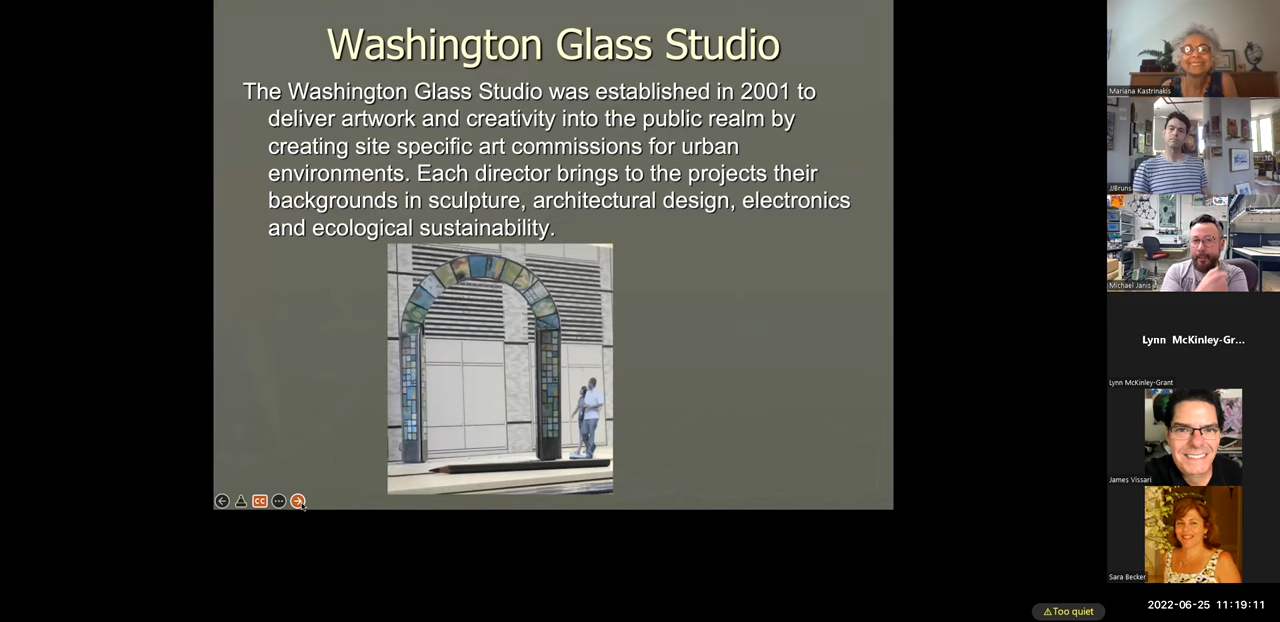 Washington Glass Studio
The Washington Glass Studio was established in 2001 to
deliver artwork and creativity into the public realm by
creating site specific art commissions for urban
environments. Each director brings to the projects their
backgrounds in sculpture, architectural design, electronics
and ecological sustainability.
CC
Mariana Kastrinakis
JJBruns
Michael Janis
Lynn McKinley-Gr...
Lynn McKinley-Grant
James Vissari
Sara Becker
⚠Too quiet
2022-06-25 11:19:11